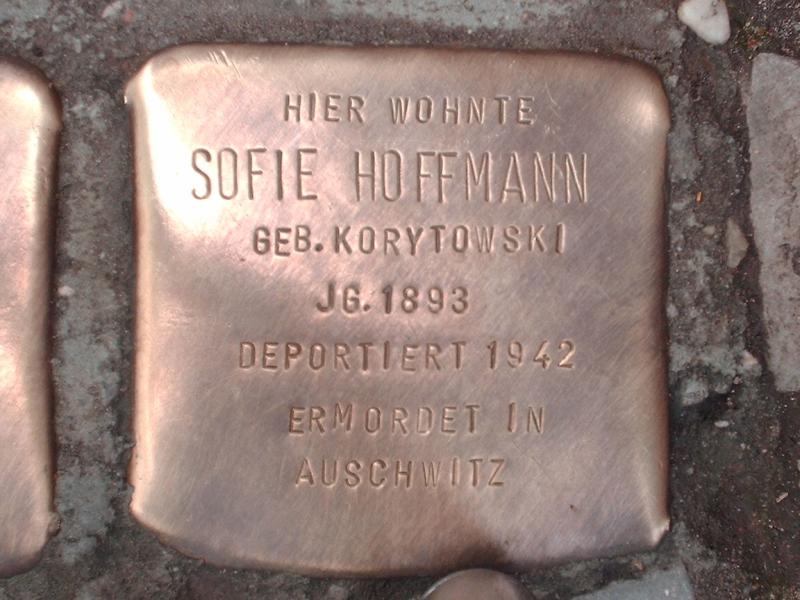 HIER WOHNTE
SOFIE HOFFMANN
GEB. KORYTOWSKI
JG. 1893
DEPORTIERT 1942
ERMORDET IN
AUSCHWITZ